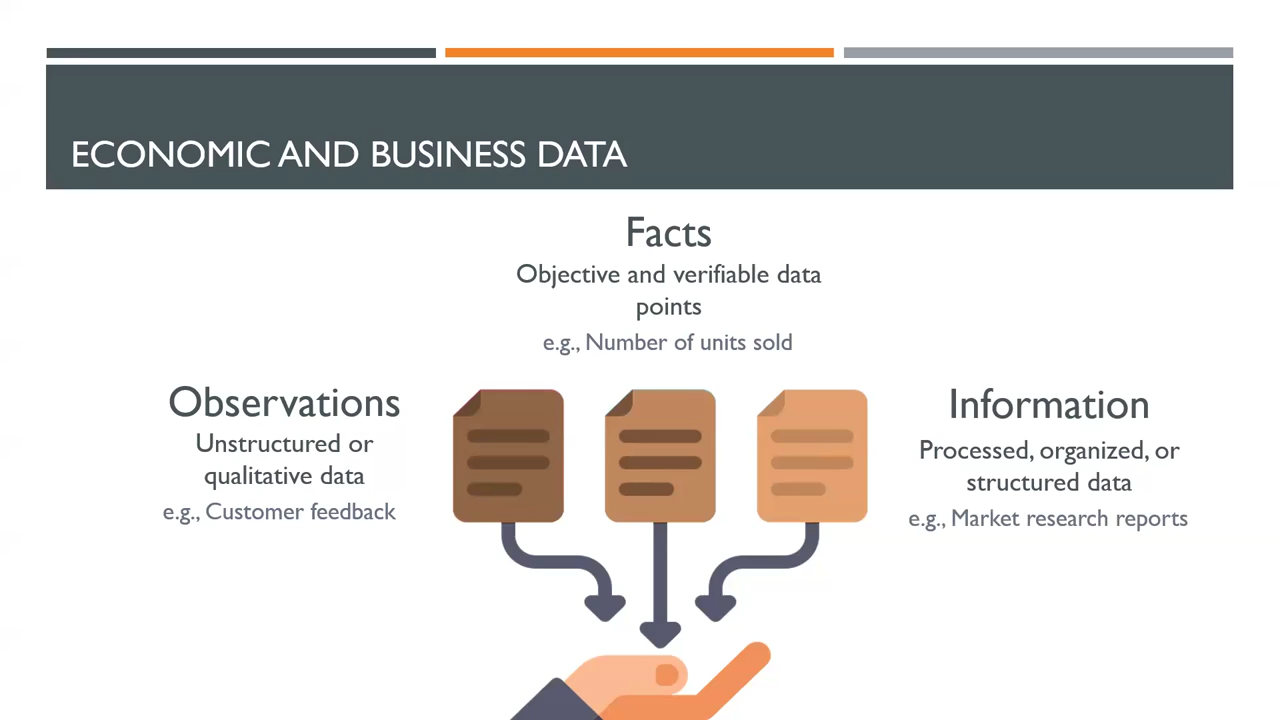 ECONOMIC AND BUSINESS DATA
Facts
Objective and verifiable data
points
e.g., Number of units sold
Observations
Unstructured or
qualitative data
e.g., Customer feedback
Information
Processed, organized, or
structured data
e.g., Market research reports